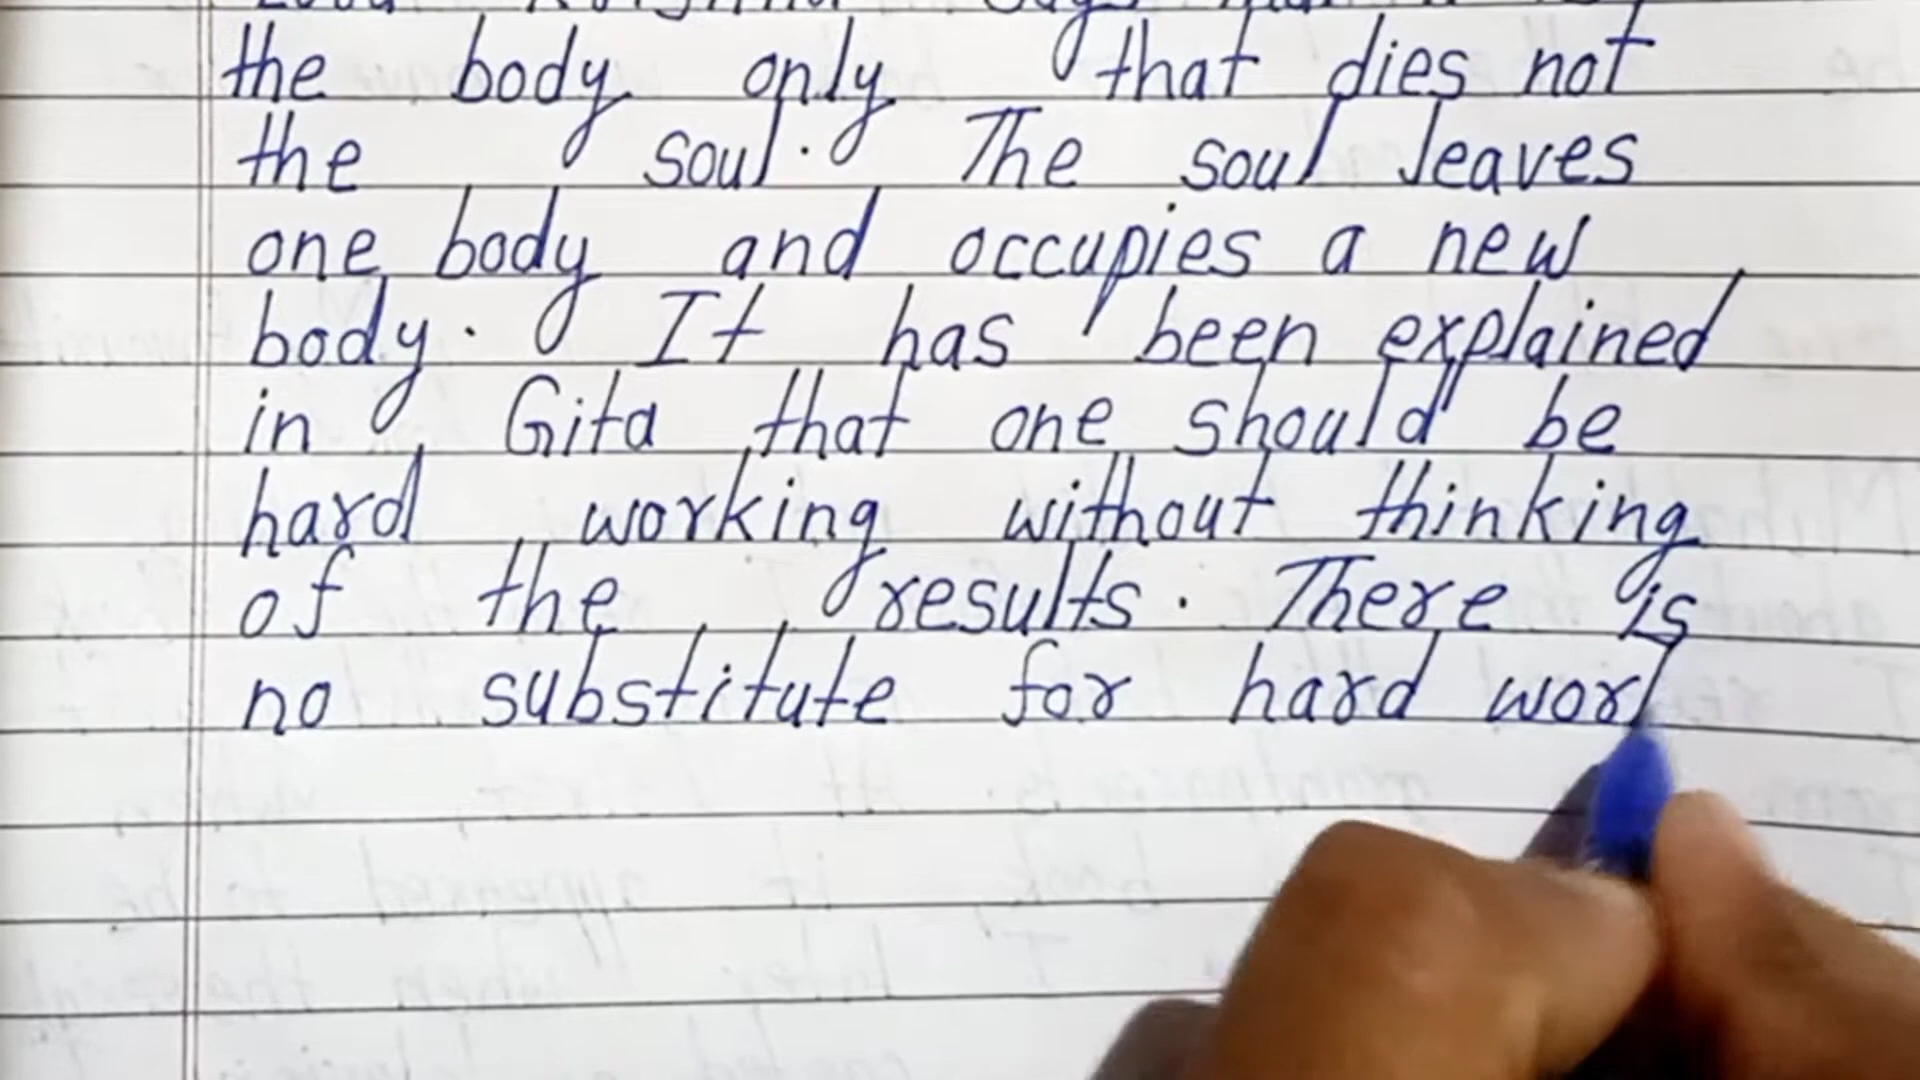 the body only that dies not
the soul. The soul leaves
one body and occupies a new
body. It has been explained
in Gita that one should be
hard working without thinking
of the results. There is
no substitute for hard